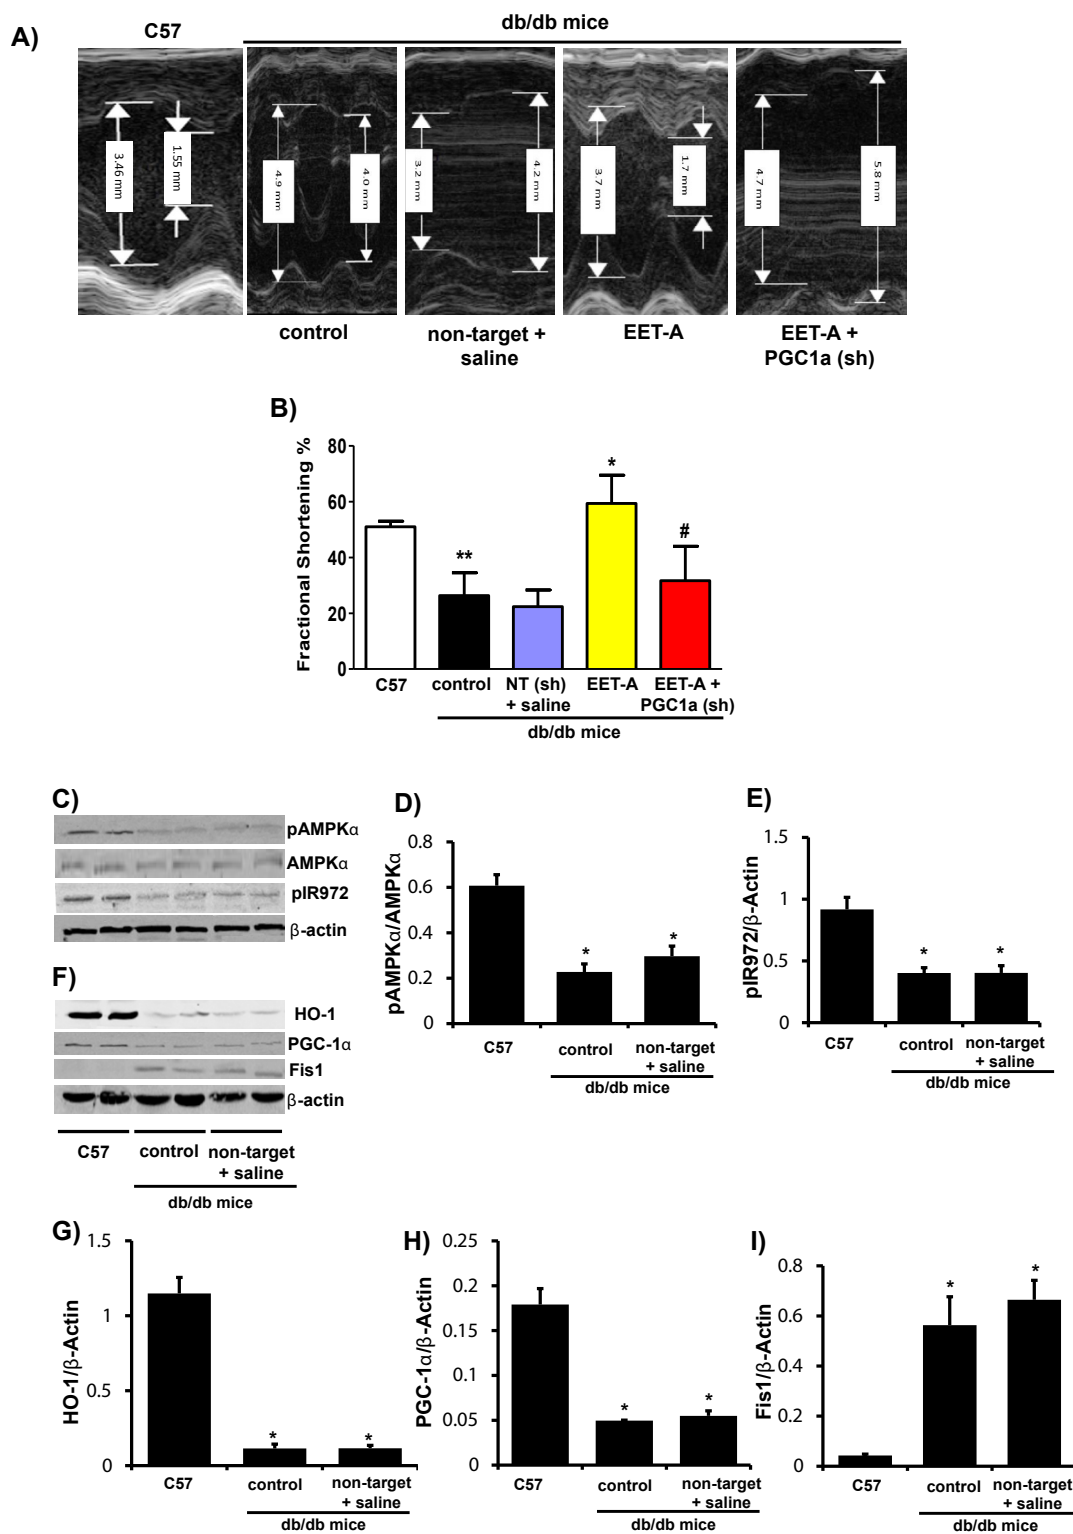 A)
C57
db/db mice
3.46 mm
1.55 mm
4.9 mm
4.0 mm
3.2 mm
4.2 mm
3.7 mm
1.7 mm
4.7 mm
5.8 mm
control
non-target +
saline
EET-A
EET-A +
PGC1a (sh)
B)
Fractional Shortening %
80
60
40
20
0
**
*
#
C57
control
NT (sh)
+ saline
EET-A
EET-A +
PGC1a (sh)
db/db mice
C)
pAMPKα
AMPKα
pIR972
β-actin
D)
pAMPKα/AMPKα
0.8
0.6
0.4
0.2
0
*
*
C57
control
non-target
+ saline
db/db mice
E)
pIR972/β-Actin
1.5
1
0.5
0
*
*
C57
control
non-target
+ saline
db/db mice
F)
HO-1
PGC-1α
Fis1
β-actin
C57
control
non-target
+ saline
db/db mice
G)
HO-1/β-Actin
1.5
1
0.5
0
*
*
C57
control
non-target
+ saline
db/db mice
H)
PGC-1α/β-Actin
0.25
0.2
0.15
0.1
0.05
0
*
*
C57
control
non-target
+ saline
db/db mice
I)
Fis1/β-Actin
0.8
0.6
0.4
0.2
0
*
*
C57
control
non-target
+ saline
db/db mice